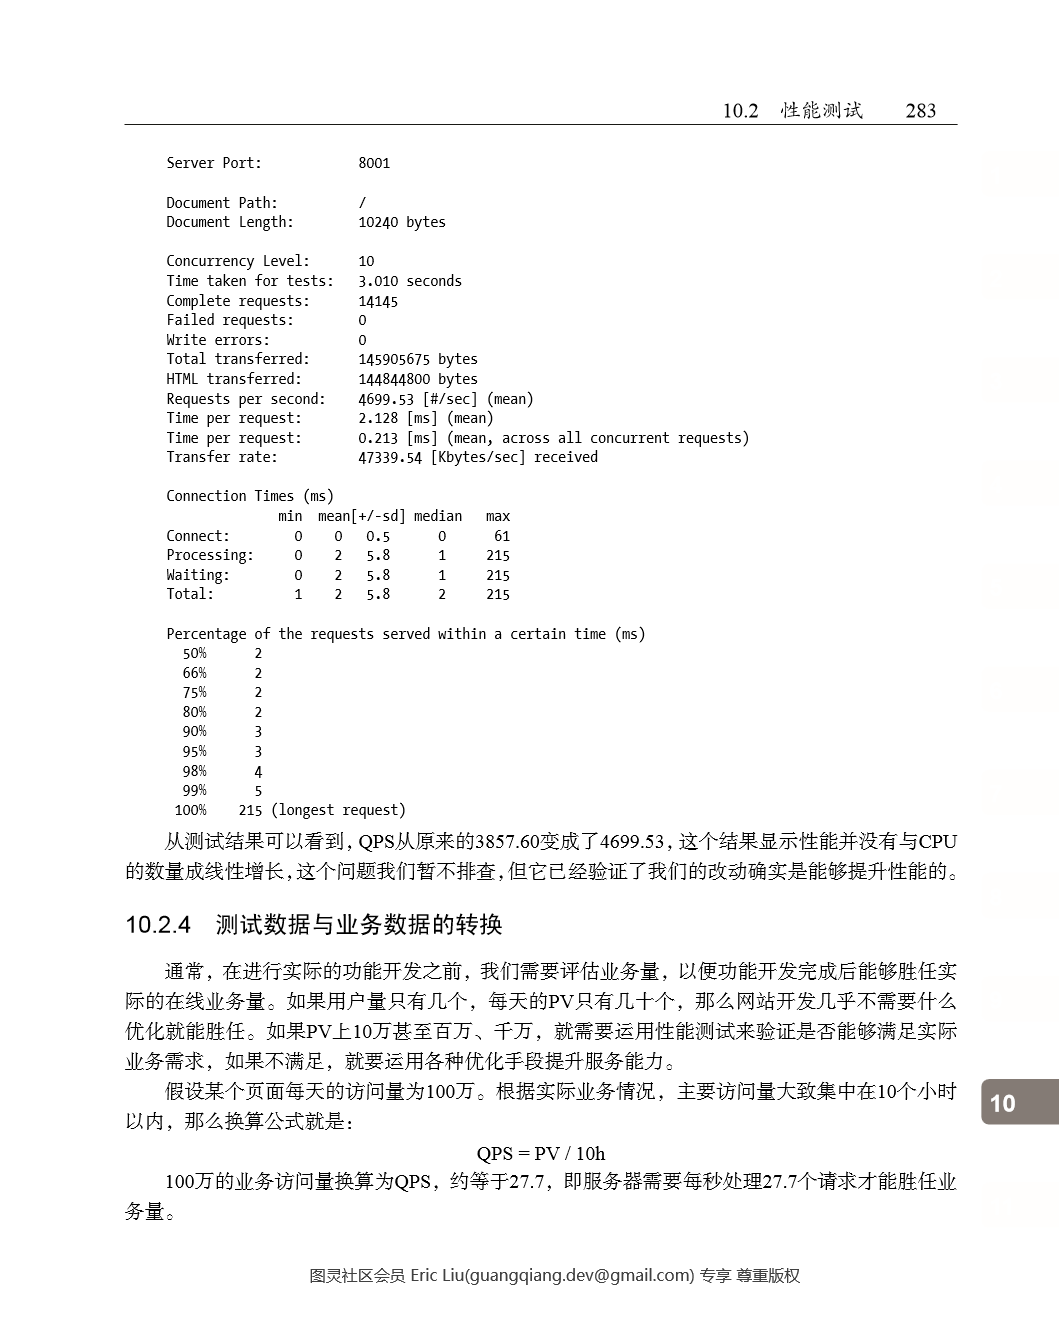 10.2 性能测试 283
Server Port: 8001
Document Path: /
Document Length: 10240 bytes
Concurrency Level: 10
Time taken for tests: 3.010 seconds
Complete requests: 14145
Failed requests: 0
Write errors: 0
Total transferred: 145905675 bytes
HTML transferred: 144844800 bytes
Requests per second: 4699.53 [#/sec] (mean)
Time per request: 2.128 [ms] (mean)
Time per request: 0.213 [ms] (mean, across all concurrent requests)
Transfer rate: 47339.54 [Kbytes/sec] received
Connection Times (ms)
min mean[+/-sd] median max
Connect: 0 0 0.5 0 61
Processing: 0 2 5.8 1 215
Waiting: 0 2 5.8 1 215
Total: 1 2 5.8 2 215
Percentage of the requests served within a certain time (ms)
50% 2
66% 2
75% 2
80% 2
90% 3
95% 3
98% 4
99% 5
100% 215 (longest request)
从测试结果可以看到，QPS从原来的3857.60变成了4699.53，这个结果显示性能并没有与CPU
的数量成线性增长，这个问题我们暂不排查，但它已经验证了我们的改动确实是能够提升性能的。
10.2.4 测试数据与业务数据的转换
通常，在进行实际的功能开发之前，我们需要评估业务量，以便功能开发完成后能够胜任实
际的在线业务量。如果用户量只有几个，每天的PV只有几十个，那么网站开发几乎不需要什么
优化就能胜任。如果PV上10万甚至百万、千万，就需要运用性能测试来验证是否能够满足实际
业务需求，如果不满足，就要运用各种优化手段提升服务能力。
假设某个页面每天的访问量为100万。根据实际业务情况，主要访问量大致集中在10个小时
以内，那么换算公式就是：
10
QPS = PV / 10h
100万的业务访问量换算为QPS，约等于27.7，即服务器需要每秒处理27.7个请求才能胜任业
务量。
图灵社区会员 Eric Liu(guangqiang.dev@gmail.com) 专享 尊重版权